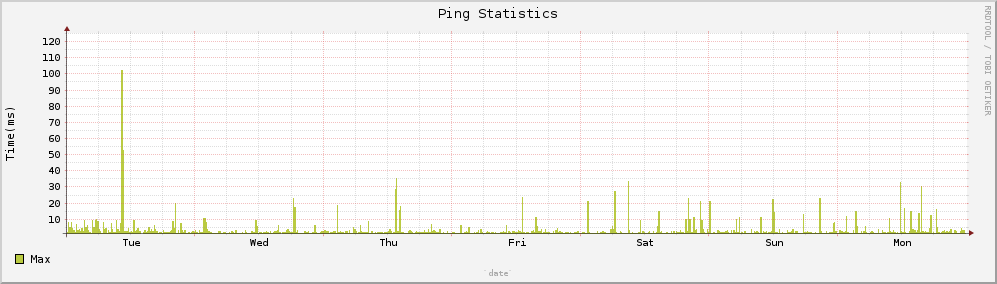 Ping Statistics
RRDTOOL / TOBI OETIKER
Time(ms)
120
110
100
90
80
70
60
50
40
30
20
10
Tue Wed Thu Fri Sat Sun Mon
Max
`date`